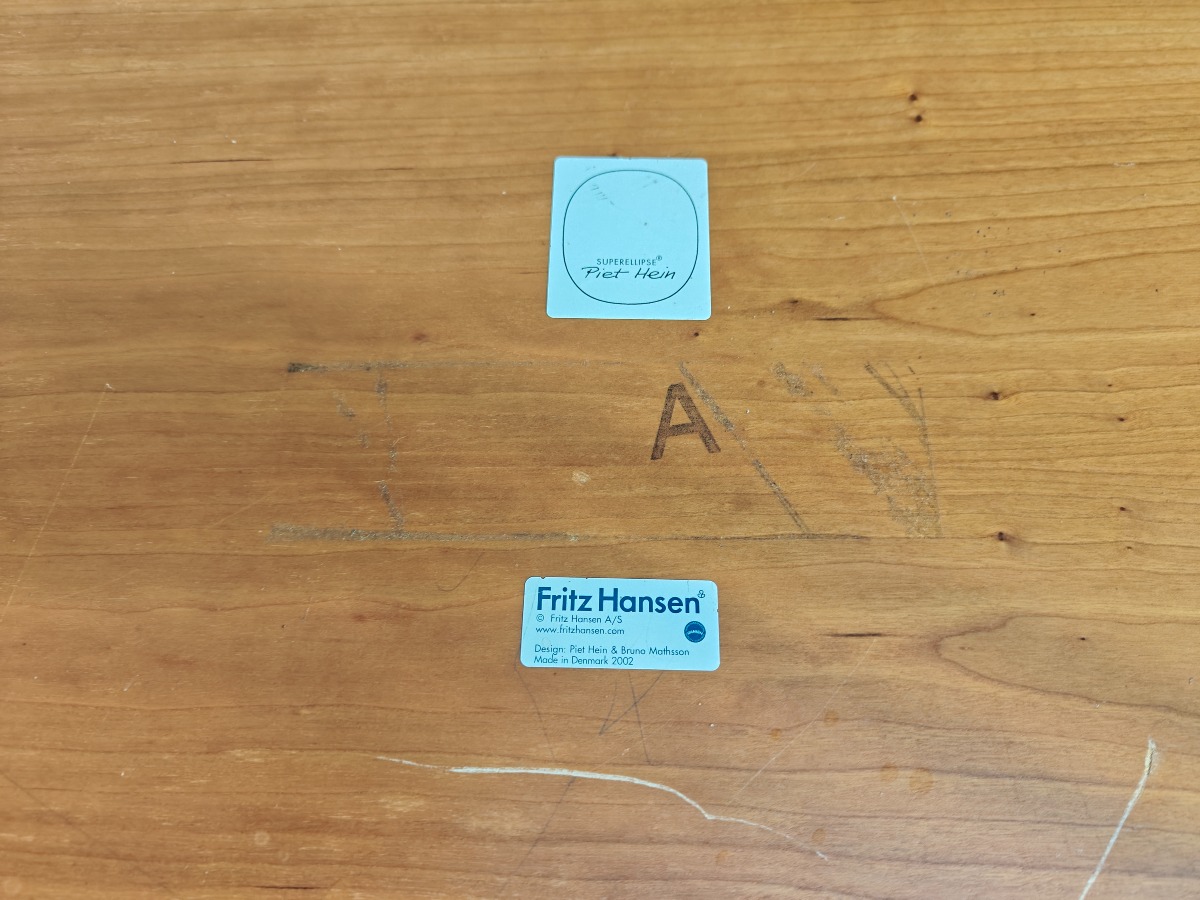 SUPERELLIPSE®
Piet Hein
A
Fritz Hansen
© Fritz Hansen A/S
www.fritzhansen.com
Design: Piet Hein & Bruno Mathsson
Made in Denmark 2002